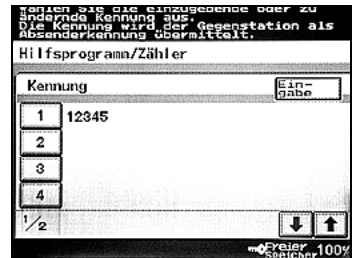 Wählen Sie die einzugebende oder zu
ändernde Kennung aus.
Die Kennung wird der Gegenstation als
Absenderkennung übermittelt.
Hilfsprogramm/Zähler
Kennung
Ein-
gabe
1 12345
2
3
4
1/2
Freier
Speicher 100%